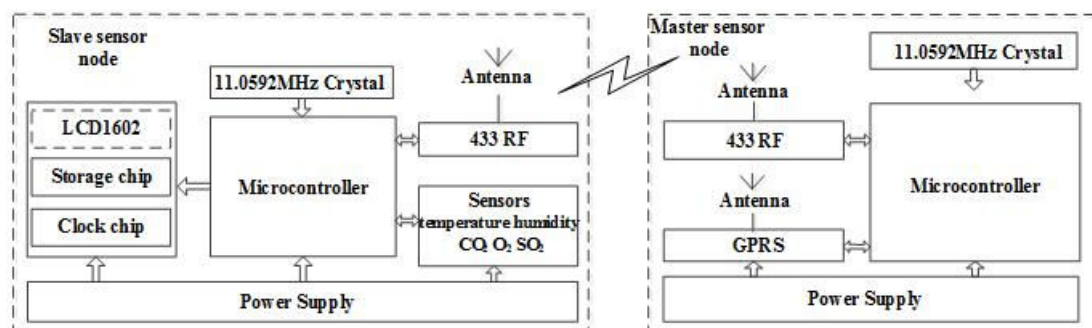 Slave sensor
node
Antenna
11.0592MHz Crystal
LCD1602
Storage chip
Clock chip
Microcontroller
433 RF
Sensors
temperature humidity
CO₂ O₂ SO₂
Power Supply
Master sensor
node
11.0592MHz Crystal
Antenna
433 RF
Antenna
GPRS
Microcontroller
Power Supply